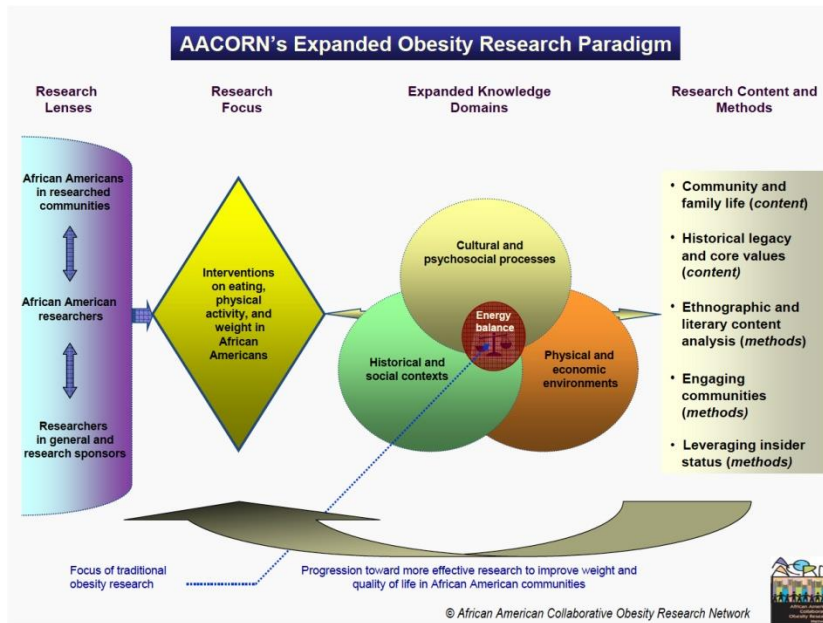 AACORN's Expanded Obesity Research Paradigm
Research
Lenses
Research
Focus
Expanded Knowledge
Domains
Research Content and
Methods
African Americans
in researched
communities
African American
researchers
Researchers
in general and
research sponsors
Interventions
on eating,
physical
activity, and
weight in
African
Americans
Cultural and
psychosocial processes
Energy
balance
Historical and
social contexts
Physical and
economic
environments
• Community and
family life (content)
• Historical legacy
and core values
(content)
• Ethnographic and
literary content
analysis (methods)
• Engaging
communities
(methods)
• Leveraging insider
status (methods)
Focus of traditional
obesity research
Progression toward more effective research to improve weight and
quality of life in African American communities
© African American Collaborative Obesity Research Network